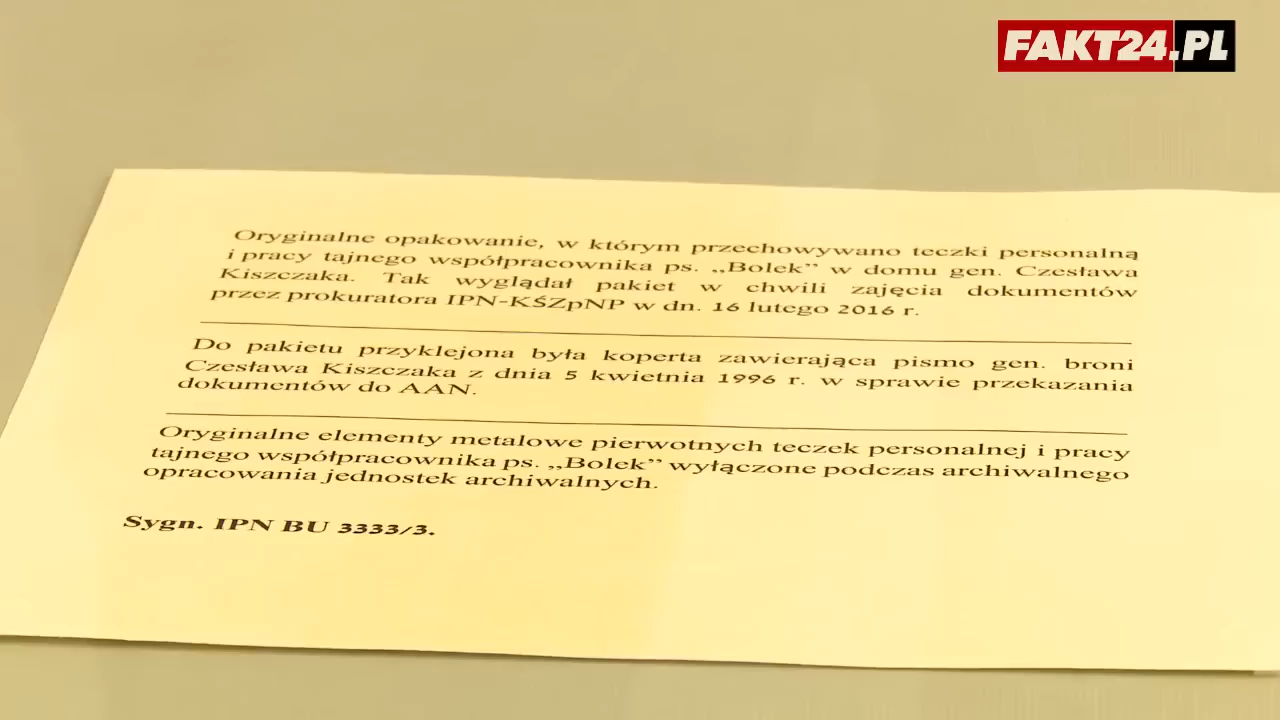 FAKT24.PL
Oryginalne opakowanie, w którym przechowywano teczki personalną
i pracy tajnego współpracownika ps. „Bolek” w domu gen. Czesława
Kiszczaka. Tak wyglądał pakiet w chwili zajęcia dokumentów
przez prokuratora IPN-KŚZpNP w dn. 16 lutego 2016 r.
Do pakietu przyklejona była koperta zawierająca pismo gen. broni
Czesława Kiszczaka z dnia 5 kwietnia 1996 r. w sprawie przekazania
dokumentów do AAN.
Oryginalne elementy metalowe pierwotnych teczek personalnej i pracy
tajnego współpracownika ps. „Bolek” wyłączone podczas archiwalnego
opracowania jednostek archiwalnych.
Sygn. IPN BU 3333/3.